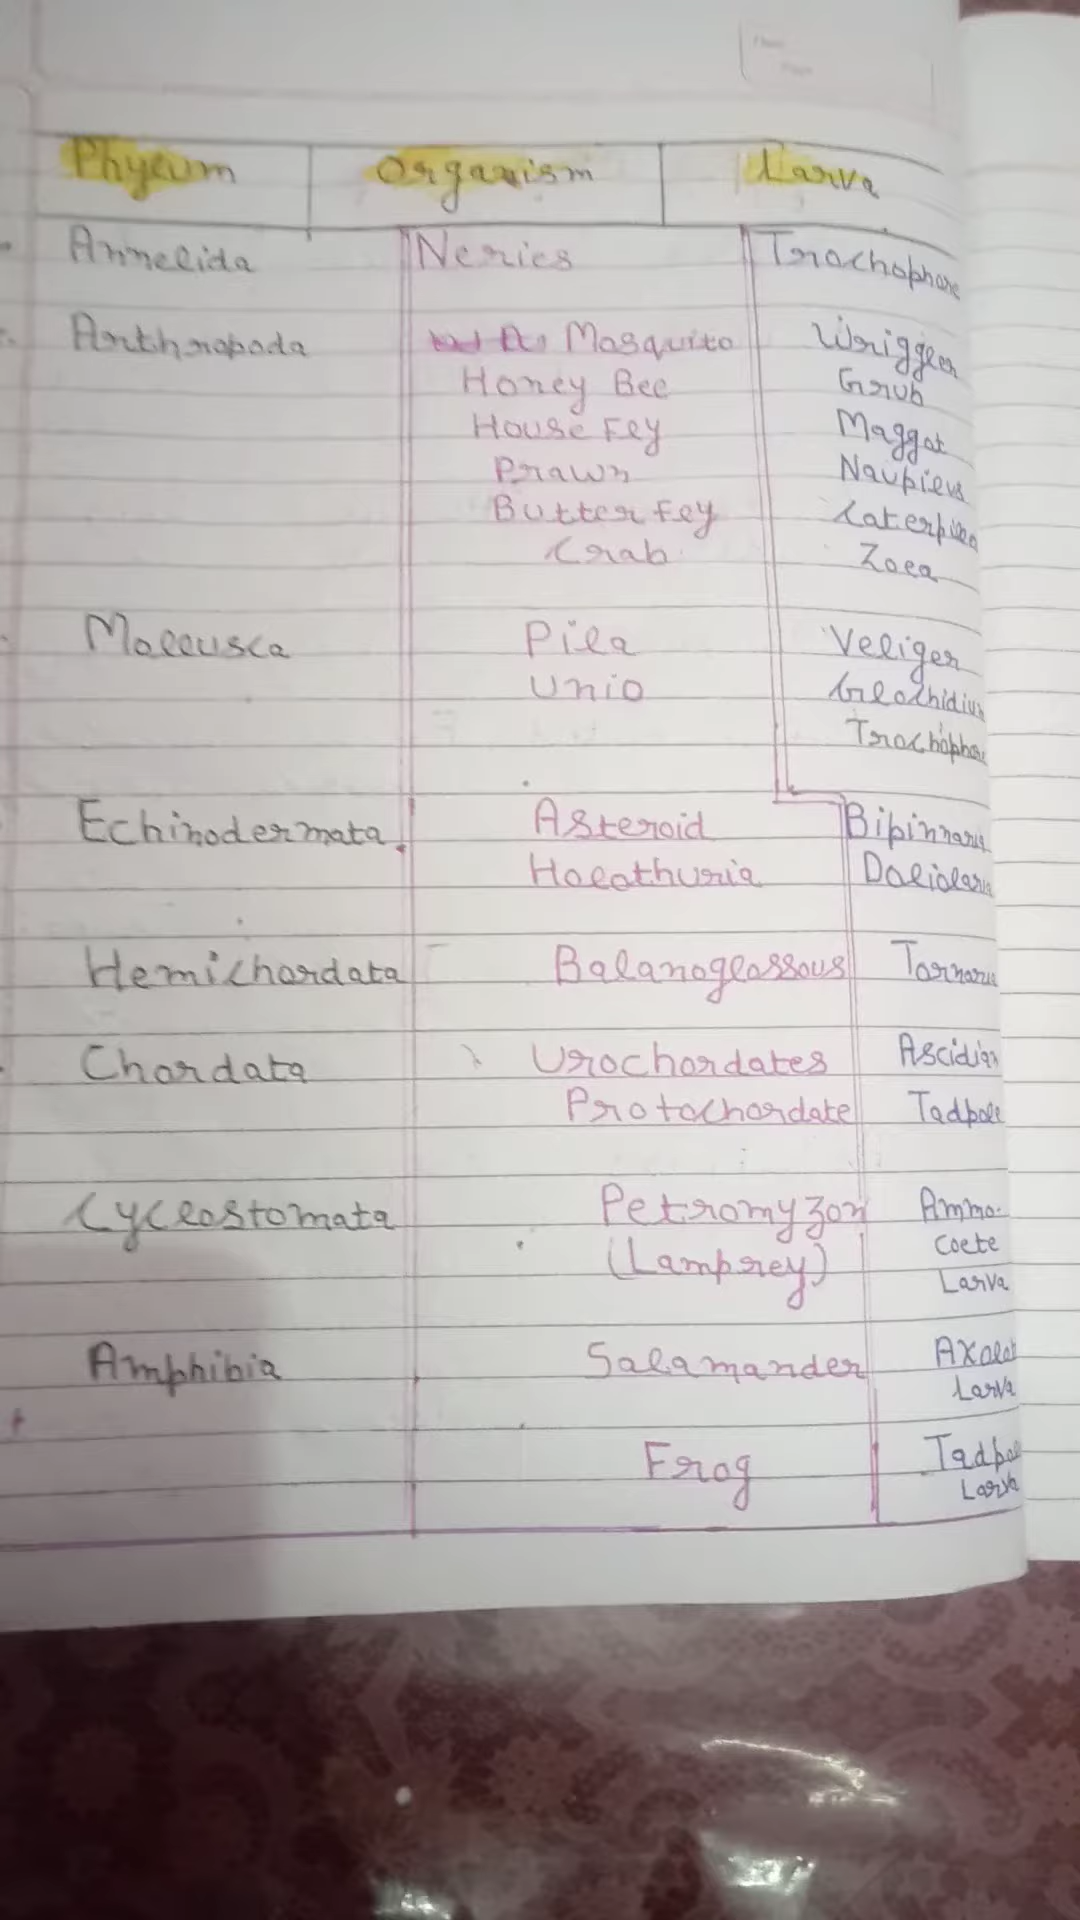 Phylum Organism Larva
Annelida Neries Trochophore
Arthropoda Mosquito Wriggler
Honey Bee Grub
House Fly Maggot
Prawn Nauplius
Butter Fly Caterpiller
Crab Zoea
Mollusca Pila Veliger
Unio Glochidium
Trochophore
Echinodermata Asteroid Bipinnaria
Holothuria Doliolaria
Hemichordata Balanoglossous Tornaria
Chordata Urochordates Ascidian
Protochordate Tadpole
Cyclostomata Petromyzon Ammo-
(Lamprey) Coete
Larva
Amphibia Salamander Axolot
Larva
Frog Tadpole
Larva